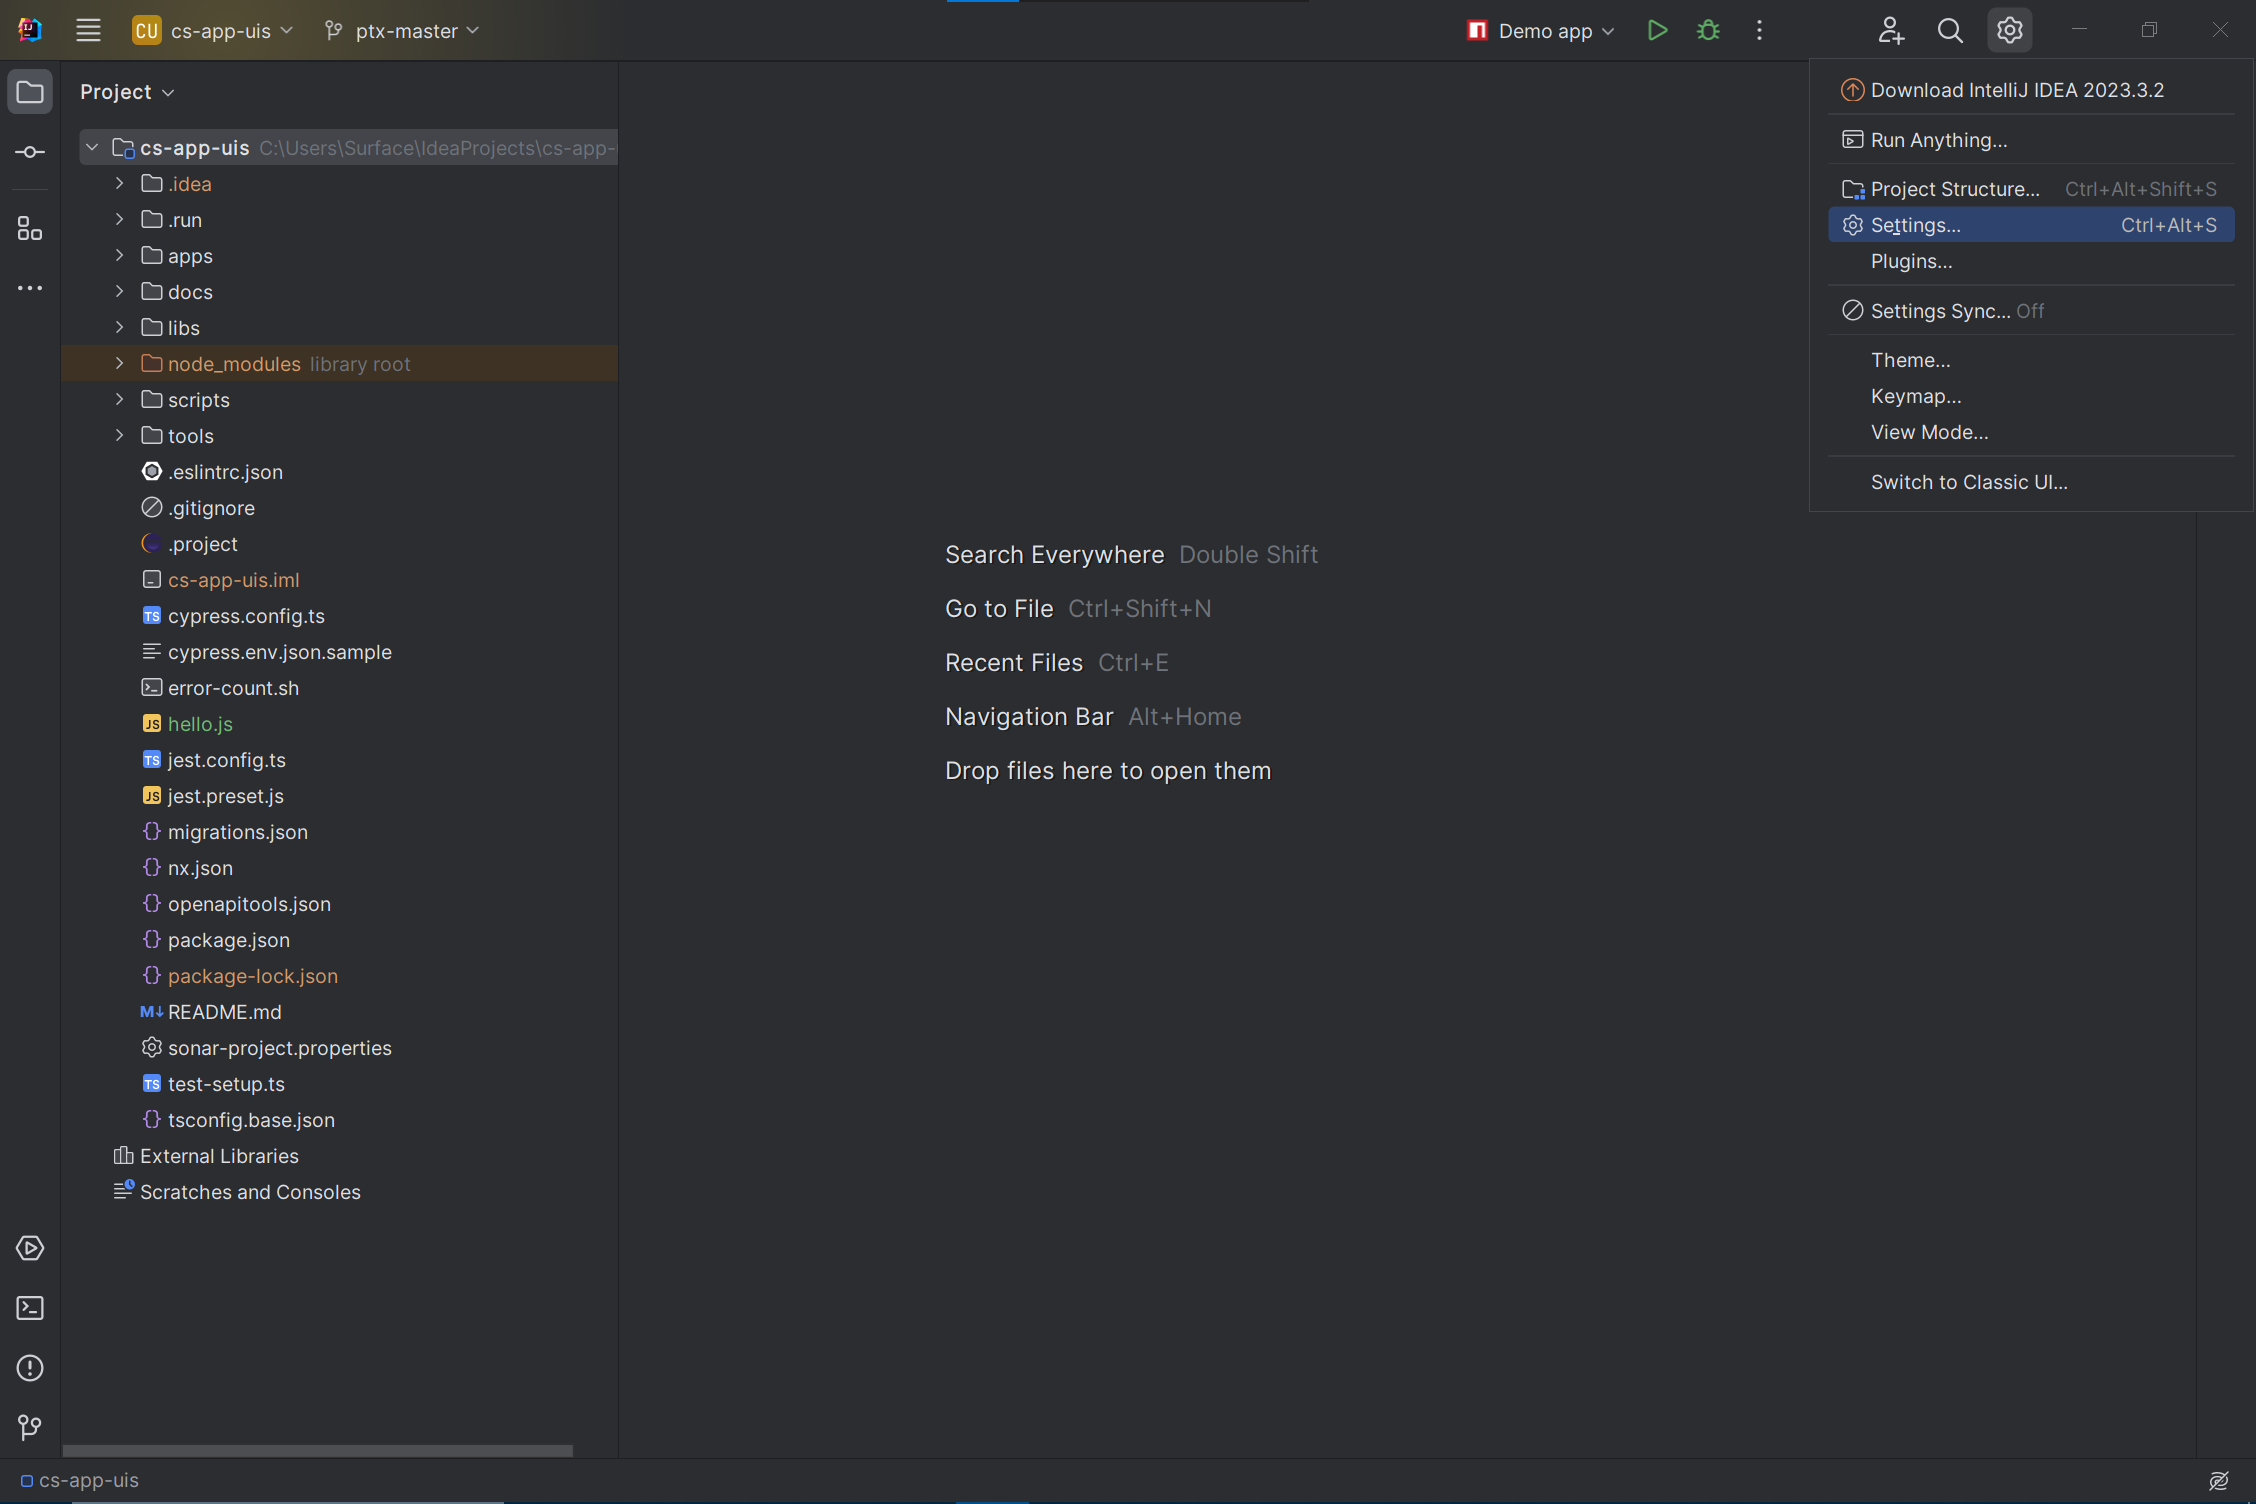 CU cs-app-uis ptx-master Demo app
Project
cs-app-uis C:\Users\Surface\IdeaProjects\cs-app-
.idea
.run
apps
docs
libs
node_modules library root
scripts
tools
.eslintrc.json
.gitignore
.project
cs-app-uis.iml
TS cypress.config.ts
cypress.env.json.sample
error-count.sh
JS hello.js
TS jest.config.ts
JS jest.preset.js
migrations.json
nx.json
openapitools.json
package.json
package-lock.json
M↓ README.md
sonar-project.properties
TS test-setup.ts
tsconfig.base.json
External Libraries
Scratches and Consoles
Search Everywhere Double Shift
Go to File Ctrl+Shift+N
Recent Files Ctrl+E
Navigation Bar Alt+Home
Drop files here to open them
Download IntelliJ IDEA 2023.3.2
Run Anything...
Project Structure... Ctrl+Alt+Shift+S
Settings... Ctrl+Alt+S
Plugins...
Settings Sync... Off
Theme...
Keymap...
View Mode...
Switch to Classic UI...
cs-app-uis